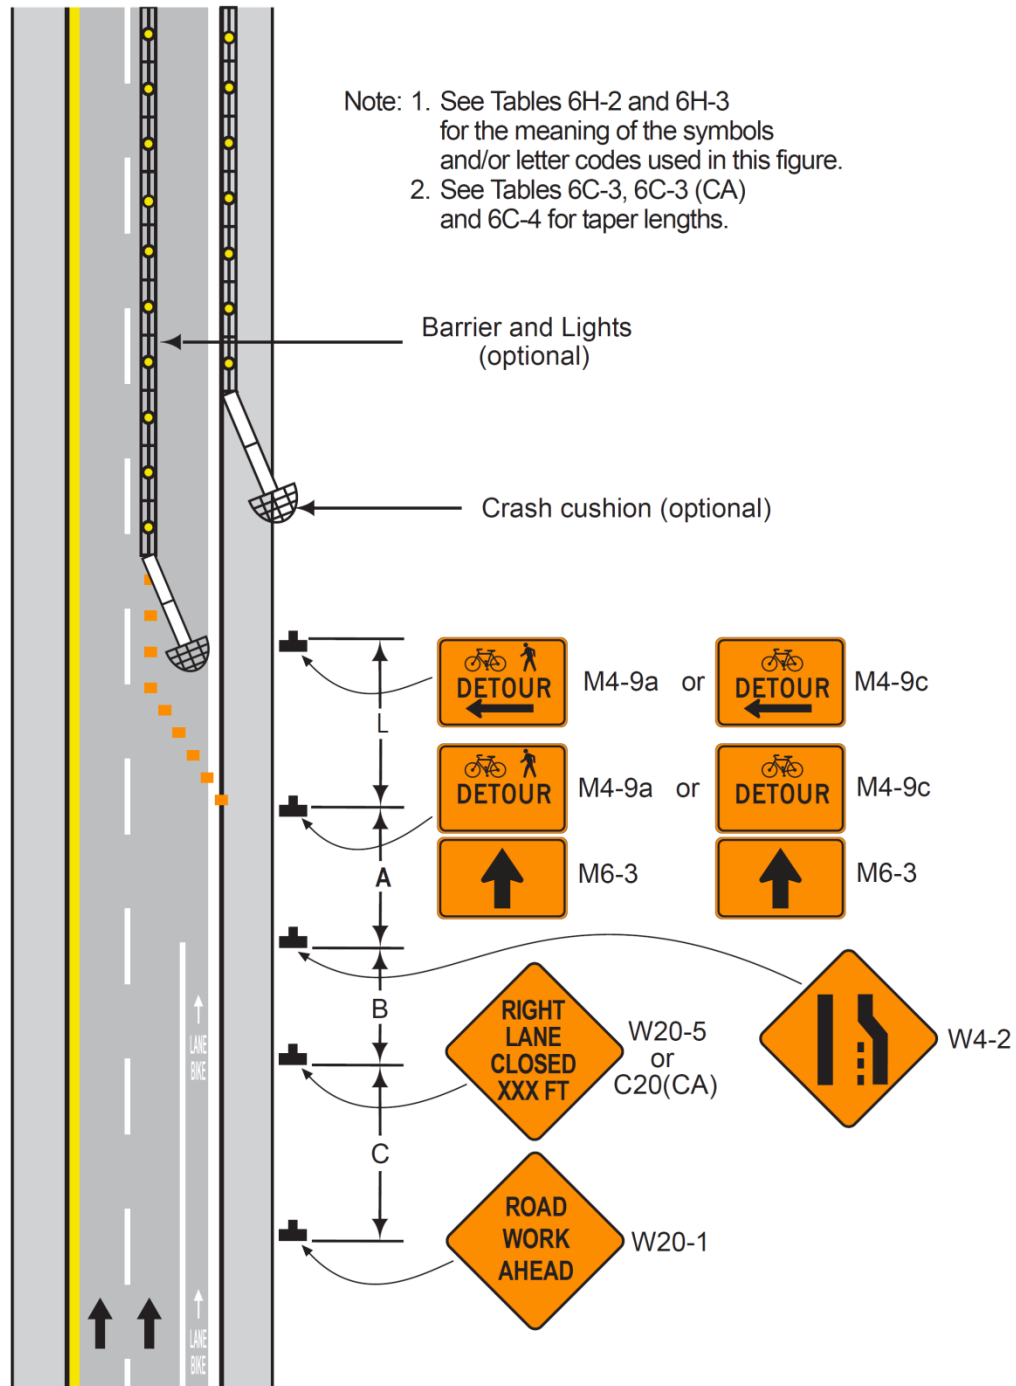 Note: 1. See Tables 6H-2 and 6H-3
for the meaning of the symbols
and/or letter codes used in this figure.
2. See Tables 6C-3, 6C-3 (CA)
and 6C-4 for taper lengths.
Barrier and Lights
(optional)
Crash cushion (optional)
DETOUR
M4-9a or
DETOUR
M4-9c
L
DETOUR
M4-9a or
DETOUR
M4-9c
A
M6-3
M6-3
B
RIGHT
LANE
CLOSED
XXX FT
W20-5
or
C20(CA)
W4-2
LANE
BIKE
C
ROAD
WORK
AHEAD
W20-1
LANE
BIKE